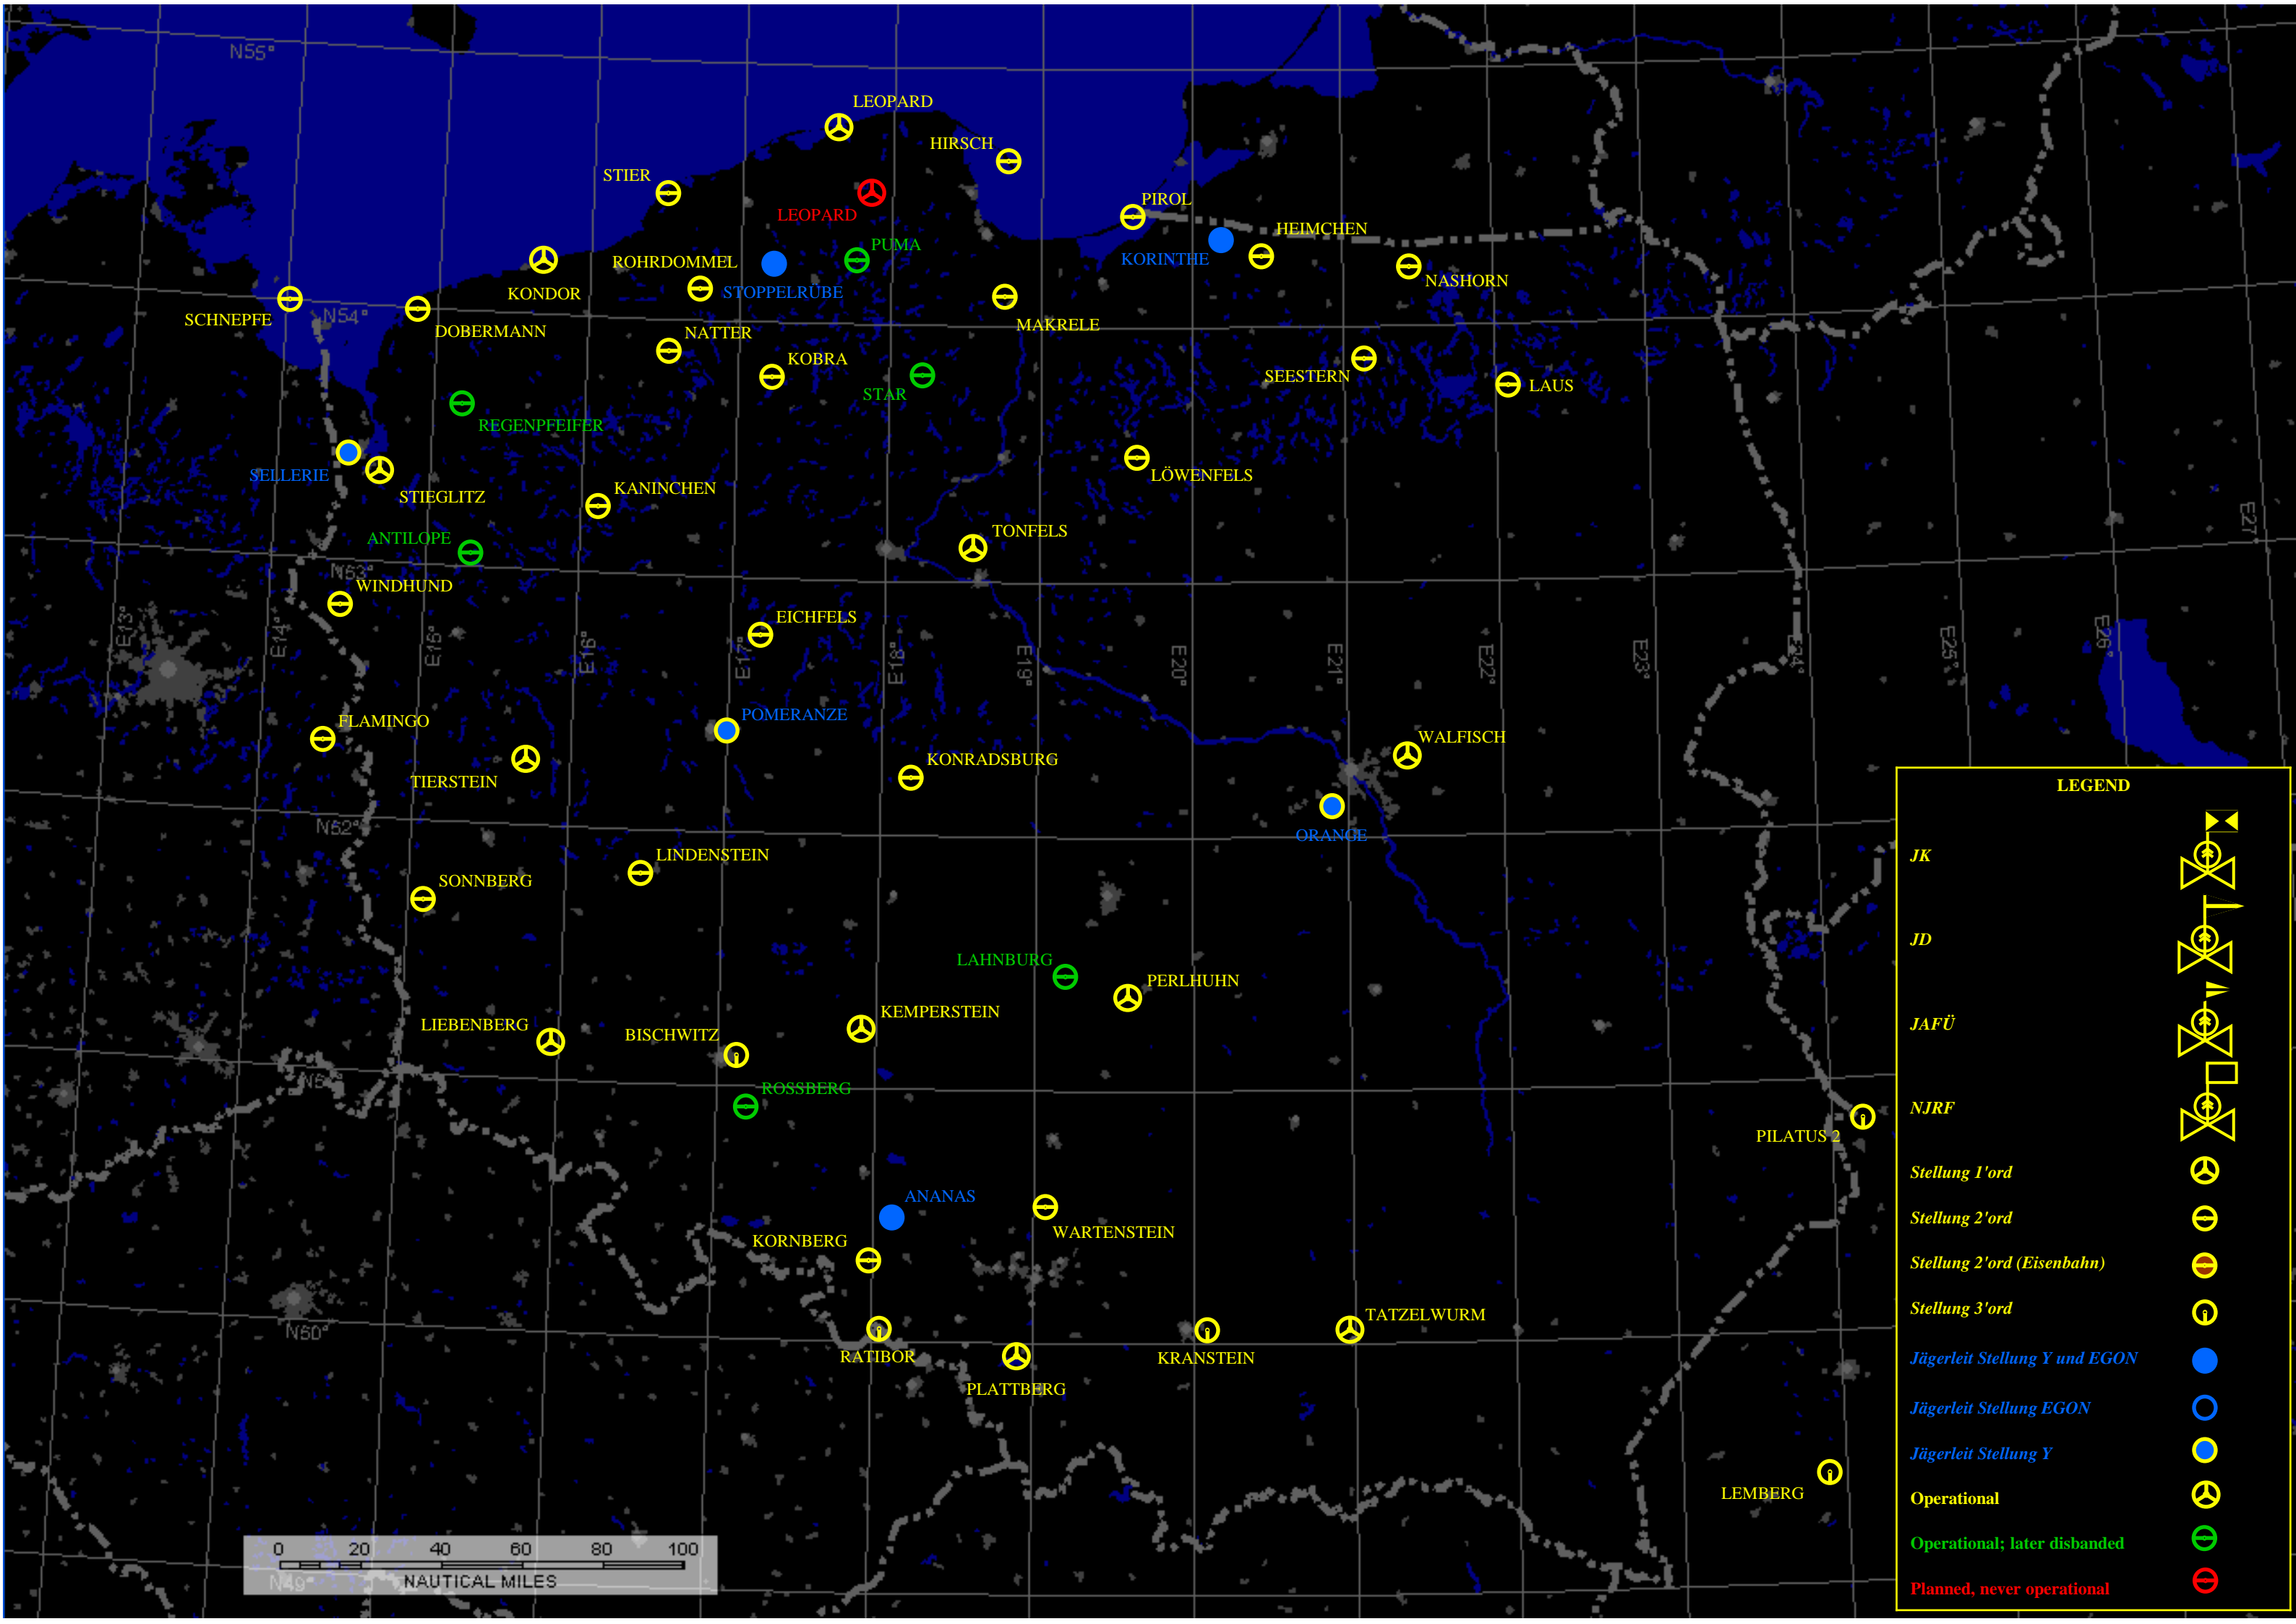 N55°
LEOPARD
HIRSCH
STIER
LEOPARD
PIROL
HEIMCHEN
PUMA
KORINTHE
ROHRDOMMEL
NASHORN
KONDOR
STOPPELRÜBE
SCHNEPFE
N54°
DOBERMANN
MAKRELE
NATTER
KOBRA
SEESTERN
LAUS
STAR
REGENPFEIFER
SELLERIE
STIEGLITZ
LÖWENFELS
KANINCHEN
E27°
TONFELS
ANTILOPE
N53°
WINDHUND
EICHFELS
E13°
E14°
E15°
E16°
E17°
E18°
E19°
E20°
E21°
E22°
E23°
E24°
E25°
E26°
FLAMINGO
POMERANZE
WALFISCH
TIERSTEIN
KONRADSBURG
N52°
ORANGE
LINDENSTEIN
SONNBERG
LAHNBURG
PERLHUHN
KEMPERSTEIN
LIEBENBERG
BISCHWITZ
ROSSBERG
PILATUS 2
ANANAS
WARTENSTEIN
KORNBERG
TATZELWURM
N50°
RATIBOR
KRANSTEIN
PLATTBERG
LEMBERG
0 20 40 60 80 100
NAUTICAL MILES
N49°
LEGEND
JK
JD
JAFÜ
NJRF
Stellung 1'ord
Stellung 2'ord
Stellung 2'ord (Eisenbahn)
Stellung 3'ord
Jägerleit Stellung Y und EGON
Jägerleit Stellung EGON
Jägerleit Stellung Y
Operational
Operational; later disbanded
Planned, never operational